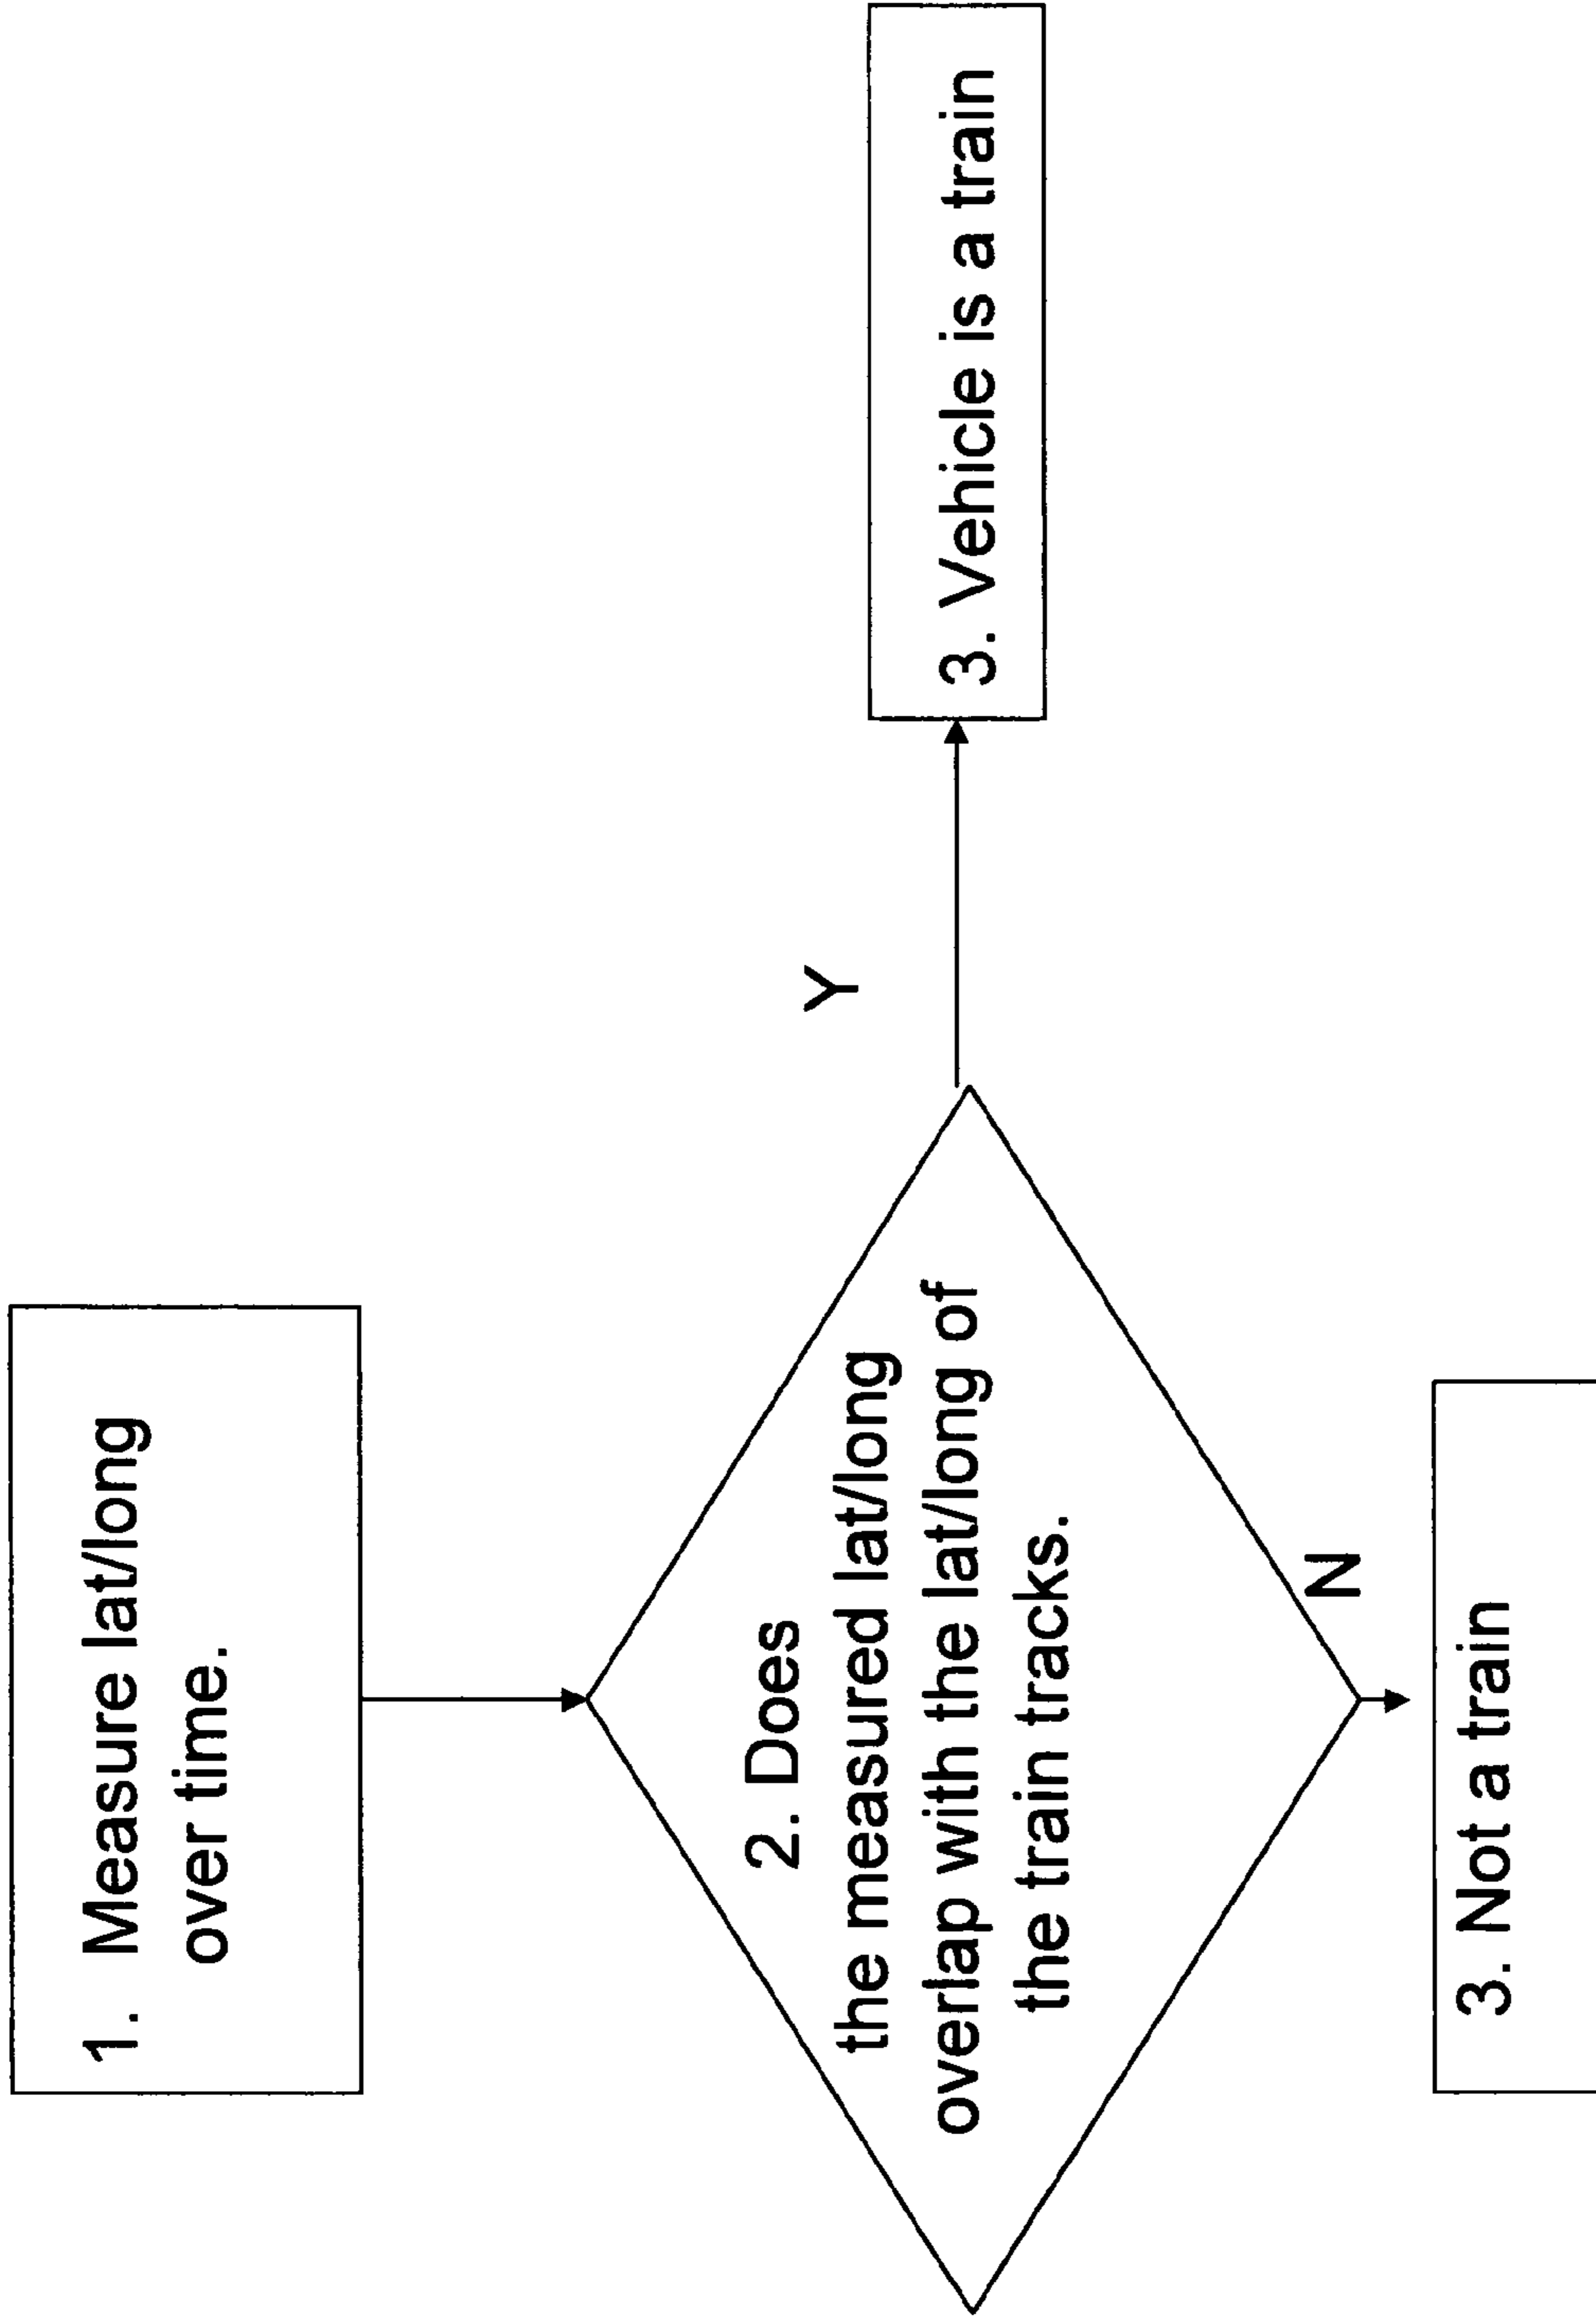 1. Measure lat/long
over time.
2. Does
the measured lat/long
overlap with the lat/long of
the train tracks.
Y
3. Vehicle is a train
N
3. Not a train